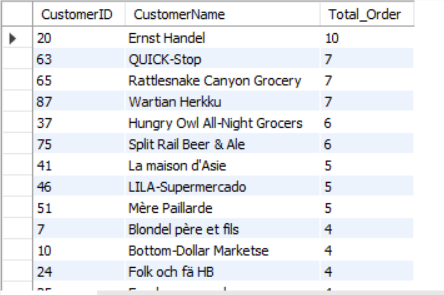 CustomerID CustomerName Total_Order
20 Ernst Handel 10
63 QUICK-Stop 7
65 Rattlesnake Canyon Grocery 7
87 Wartian Herkku 7
37 Hungry Owl All-Night Grocers 6
75 Split Rail Beer & Ale 6
41 La maison d'Asie 5
46 LILA-Supermercado 5
51 Mère Paillarde 5
7 Blondel père et fils 4
10 Bottom-Dollar Marketse 4
24 Folk och fä HB 4